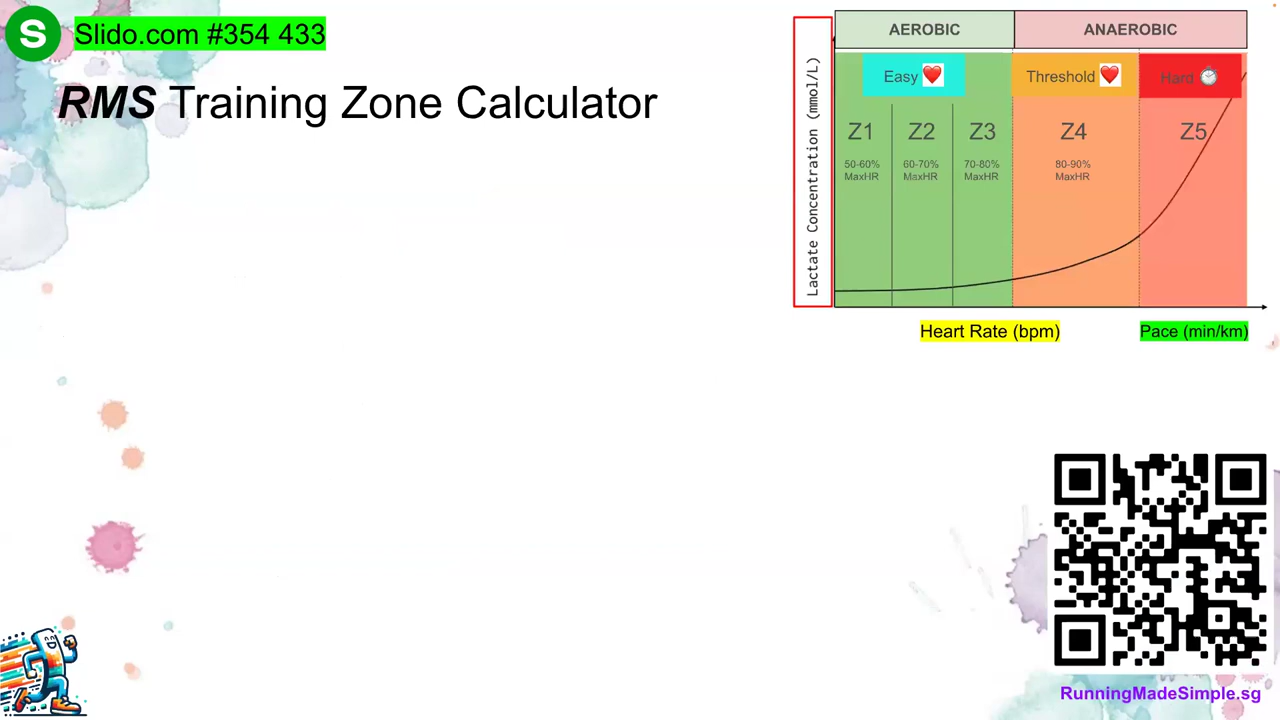 S
Slido.com #354 433
RMS Training Zone Calculator
AEROBIC
ANAEROBIC
Easy
Threshold
Hard
Z1
Z2
Z3
Z4
Z5
50-60%
MaxHR
60-70%
MaxHR
70-80%
MaxHR
80-90%
MaxHR
Lactate Concentration (mmol/L)
Heart Rate (bpm)
Pace (min/km)
RunningMadeSimple.sg